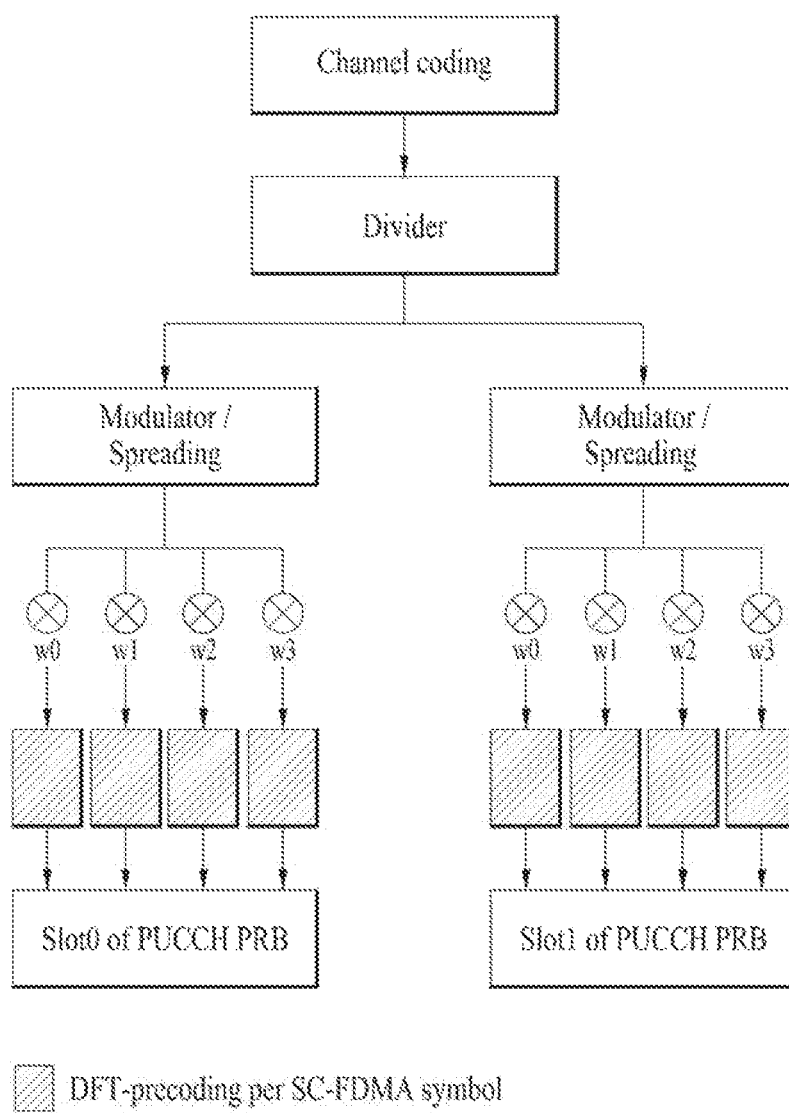 Channel coding
Divider
Modulator /
Spreading
Modulator /
Spreading
w0 w1 w2 w3
w0 w1 w2 w3
Slot0 of PUCCH PRB
Slot1 of PUCCH PRB
DFT-precoding per SC-FDMA symbol